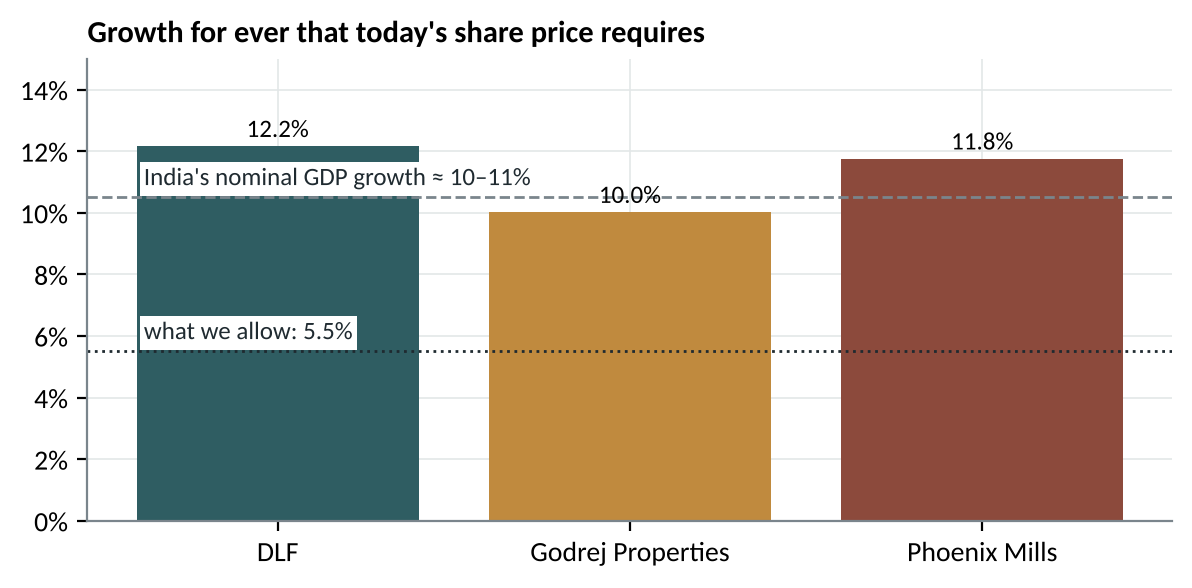 Growth for ever that today's share price requires
14%
12%
10%
8%
6%
4%
2%
0%
12.2%
10.0%
11.8%
India's nominal GDP growth ≈ 10–11%
what we allow: 5.5%
DLF
Godrej Properties
Phoenix Mills